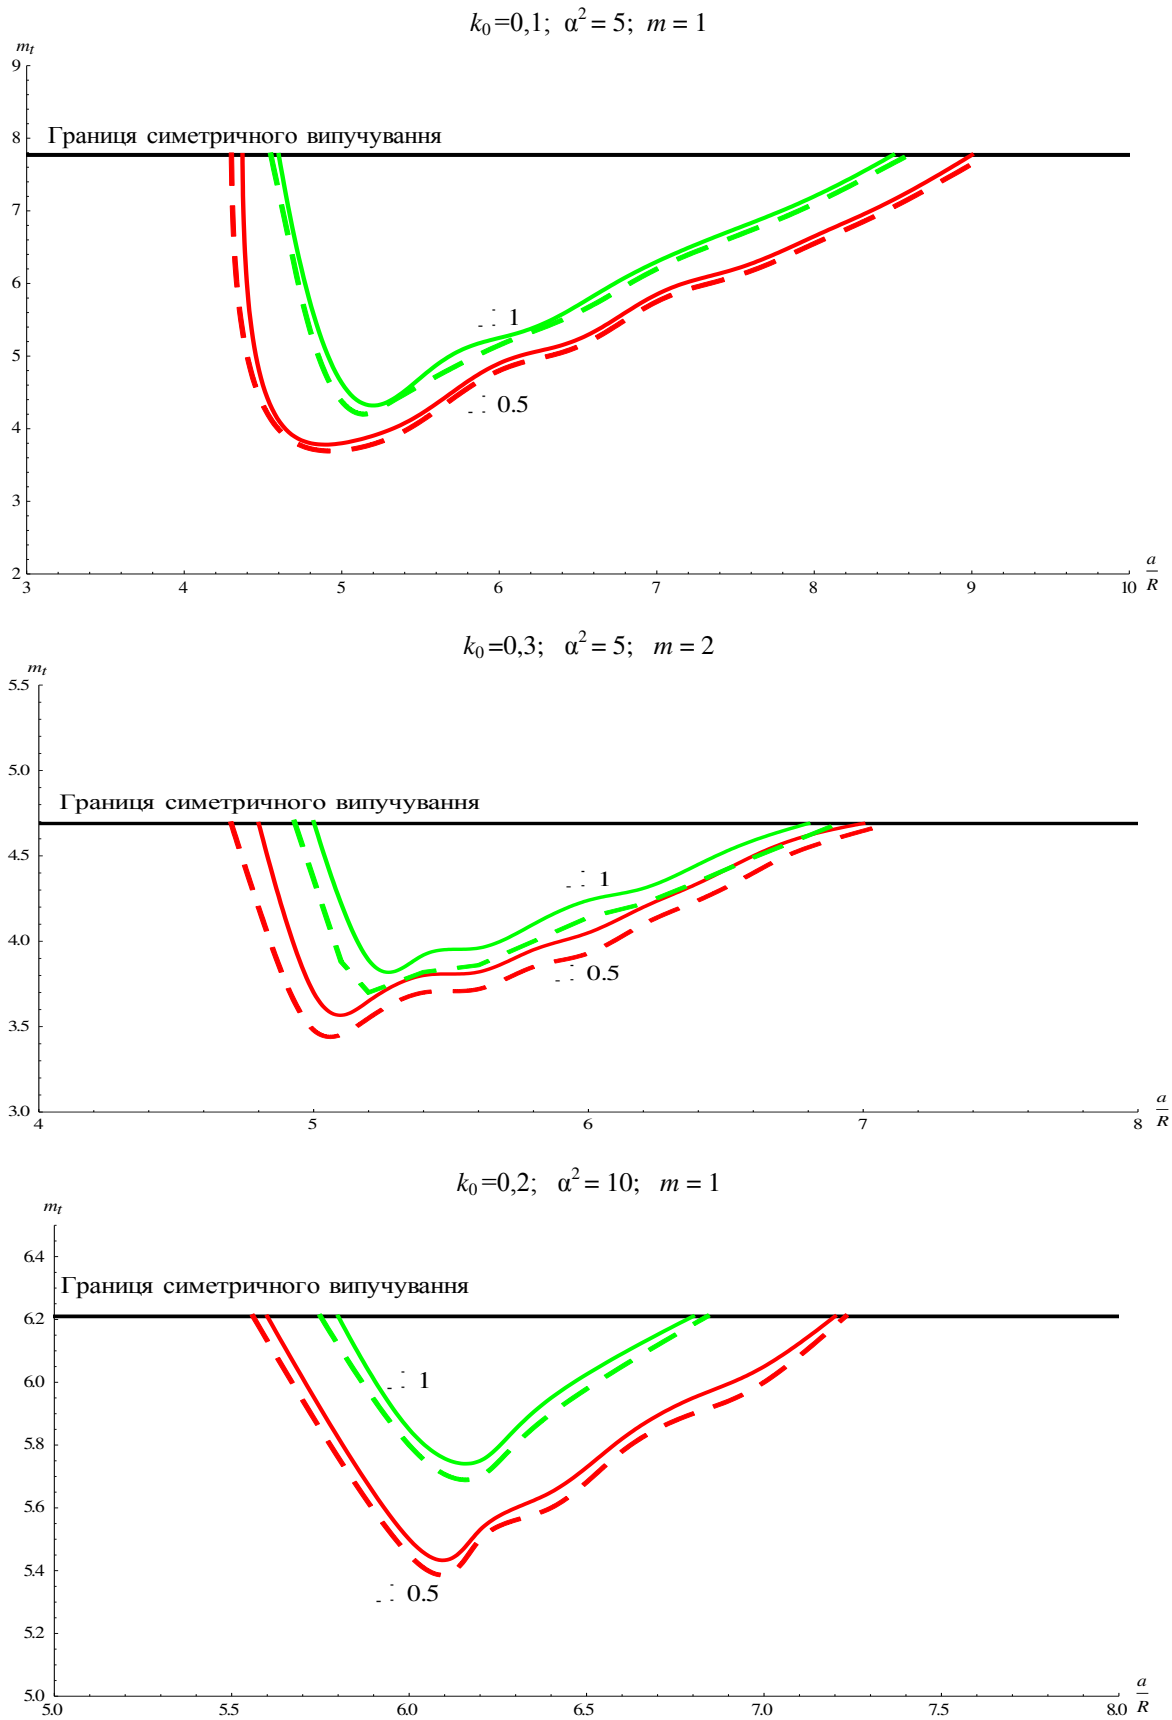 k₀=0,1; α² = 5; m = 1
mₜ
9
8
Границя симетричного випучування
7
6
1
5
0.5
4
3
2
3 4 5 6 7 8 9 10
a
R
k₀=0,3; α² = 5; m = 2
mₜ
5.5
5.0
Границя симетричного випучування
4.5
1
4.0
0.5
3.5
3.0
4 5 6 7 8
a
R
k₀=0,2; α² = 10; m = 1
mₜ
6.4
Границя симетричного випучування
6.2
6.0
1
5.8
5.6
5.4
0.5
5.2
5.0
5.0 5.5 6.0 6.5 7.0 7.5 8.0
a
R